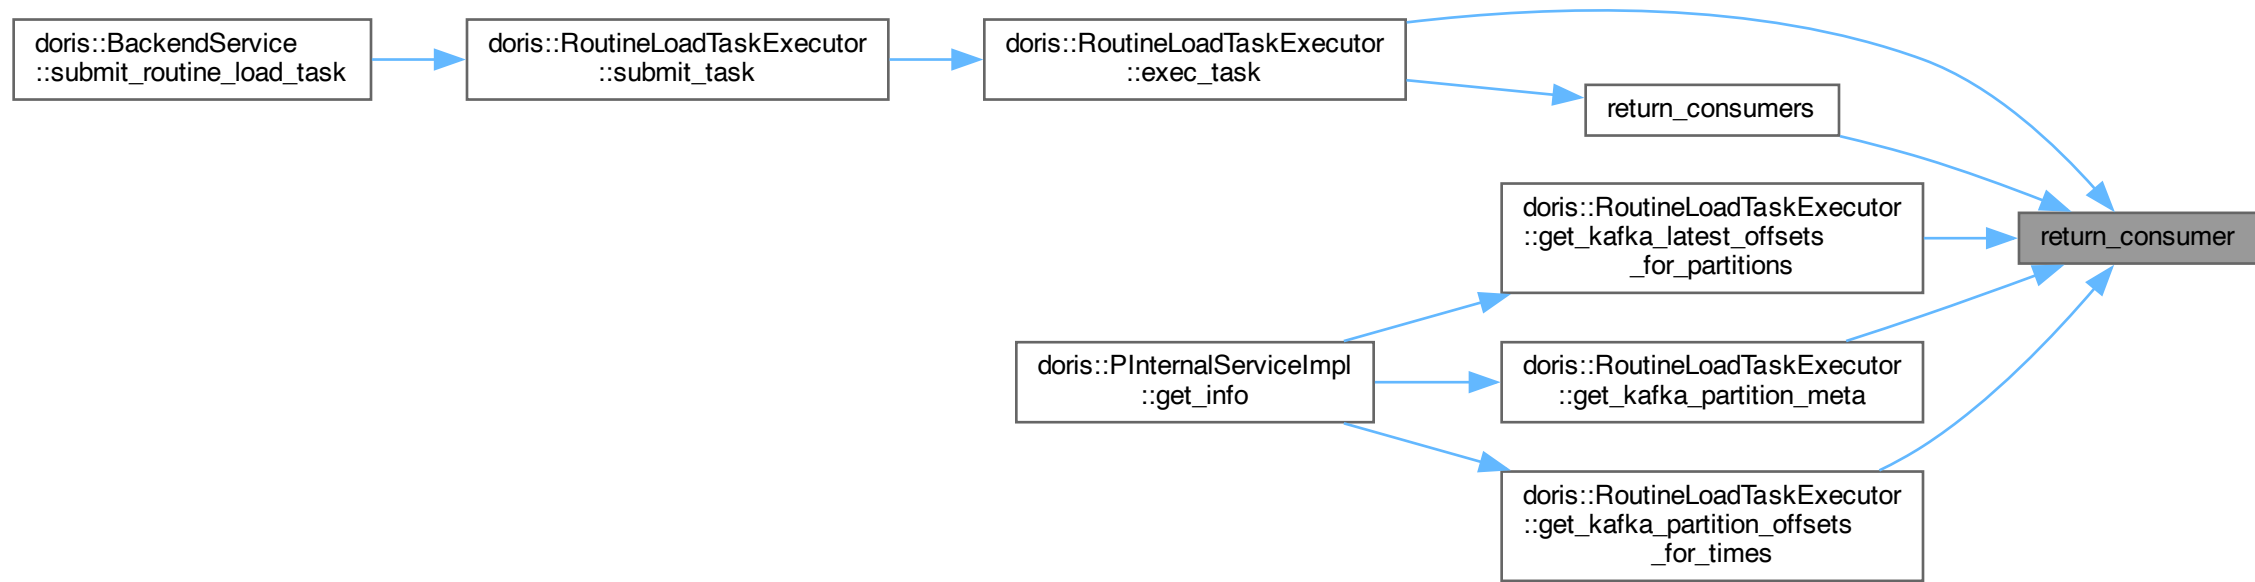 doris::BackendService
::submit_routine_load_task
doris::RoutineLoadTaskExecutor
::submit_task
doris::RoutineLoadTaskExecutor
::exec_task
return_consumers
doris::RoutineLoadTaskExecutor
::get_kafka_latest_offsets
_for_partitions
return_consumer
doris::PInternalServiceImpl
::get_info
doris::RoutineLoadTaskExecutor
::get_kafka_partition_meta
doris::RoutineLoadTaskExecutor
::get_kafka_partition_offsets
_for_times